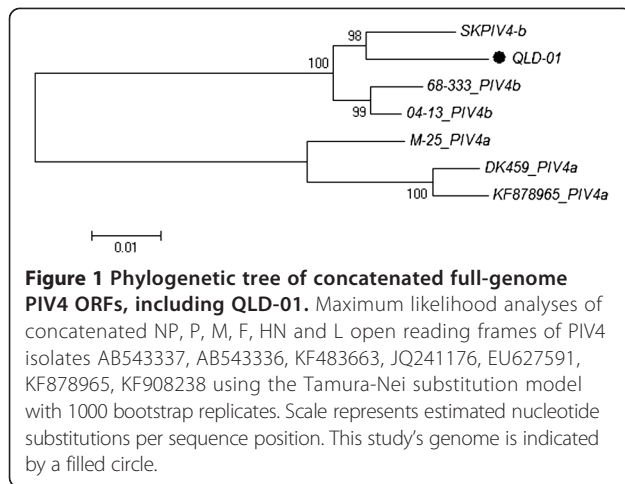 98
SKPIV4-b
QLD-01
100
68-333_PIV4b
99
04-13_PIV4b
M-25_PIV4a
DK459_PIV4a
100
KF878965_PIV4a
0.01
Figure 1 Phylogenetic tree of concatenated full-genome
PIV4 ORFs, including QLD-01. Maximum likelihood analyses of
concatenated NP, P, M, F, HN and L open reading frames of PIV4
isolates AB543337, AB543336, KF483663, JQ241176, EU627591,
KF878965, KF908238 using the Tamura-Nei substitution model
with 1000 bootstrap replicates. Scale represents estimated nucleotide
substitutions per sequence position. This study's genome is indicated
by a filled circle.